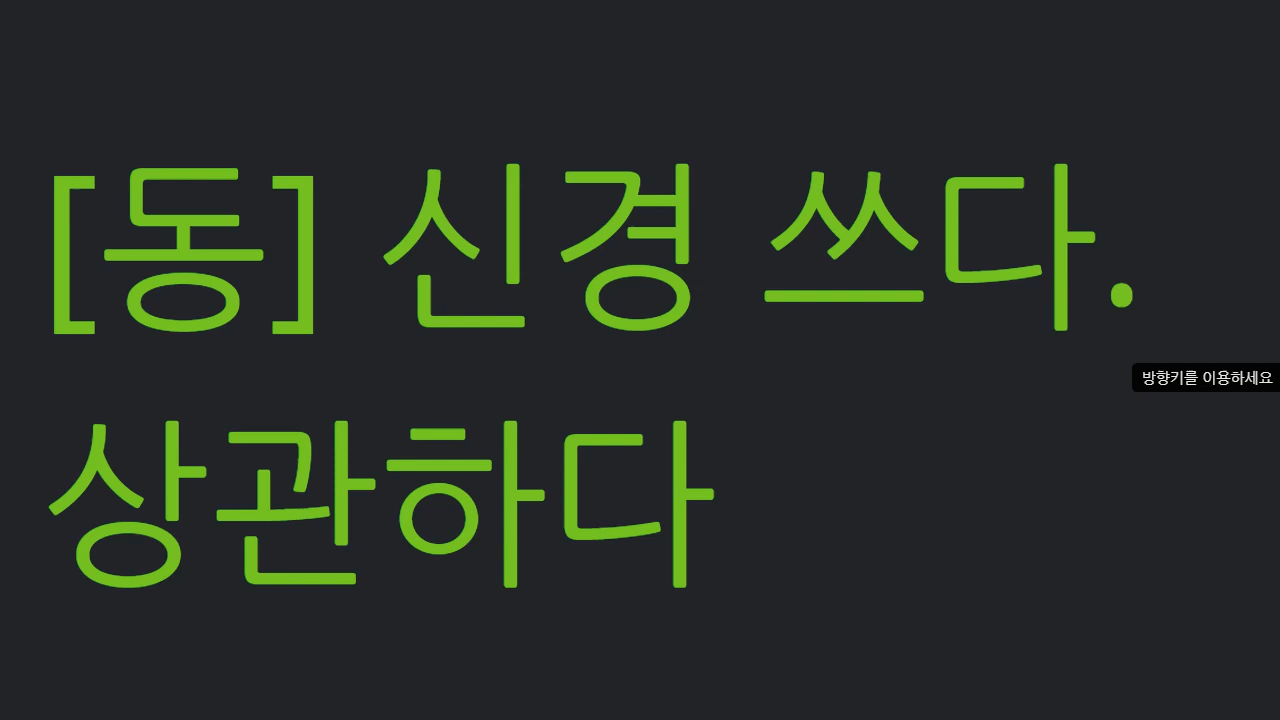 [동] 신경 쓰다.
방향키를 이용하세요
상관하다